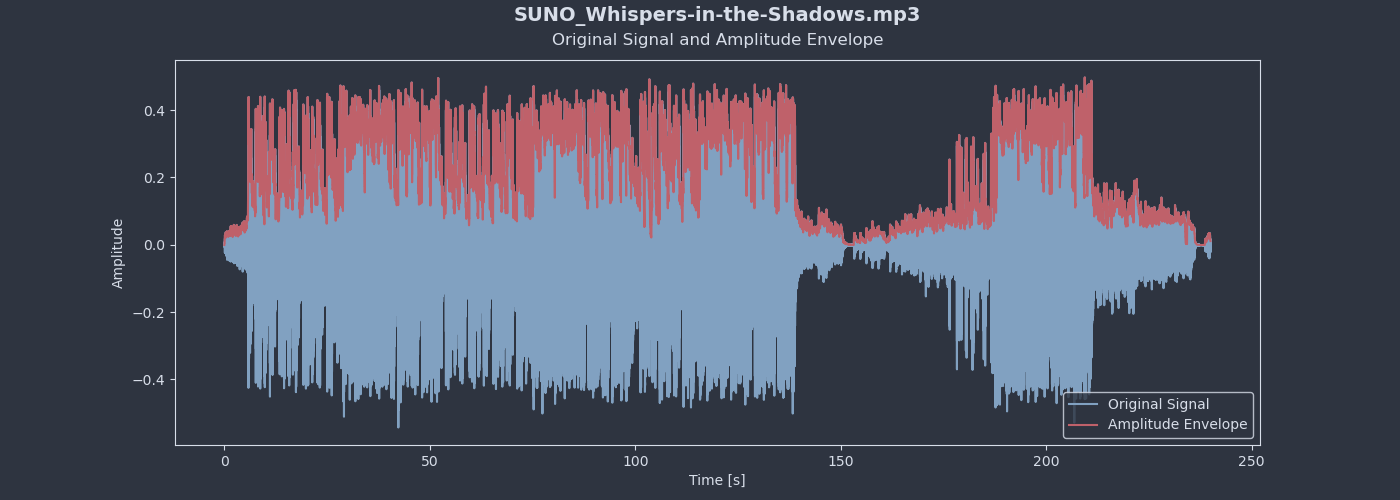 SUNO_Whispers-in-the-Shadows.mp3
Original Signal and Amplitude Envelope
Amplitude
0.4
0.2
0.0
−0.2
−0.4
0 50 100 150 200 250
Time [s]
Original Signal
Amplitude Envelope